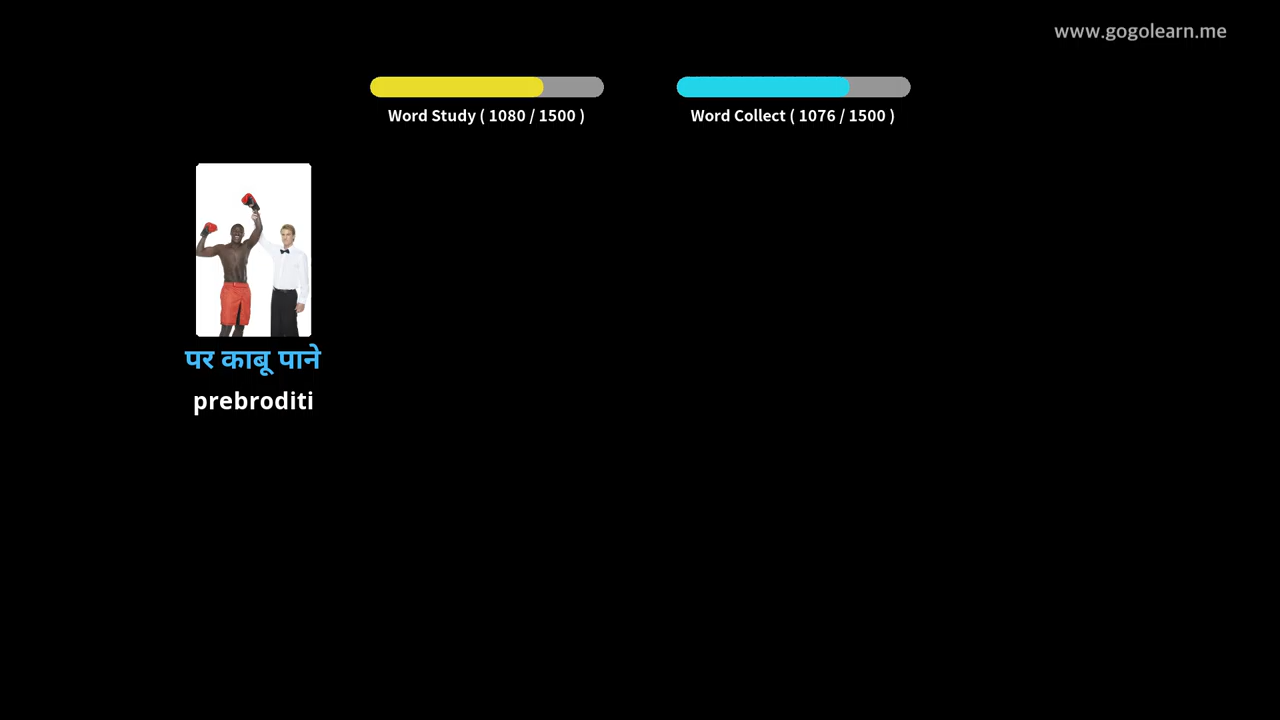 www.gogolearn.me
Word Study ( 1080 / 1500 )
Word Collect ( 1076 / 1500 )
पर काबू पाने
prebroditi